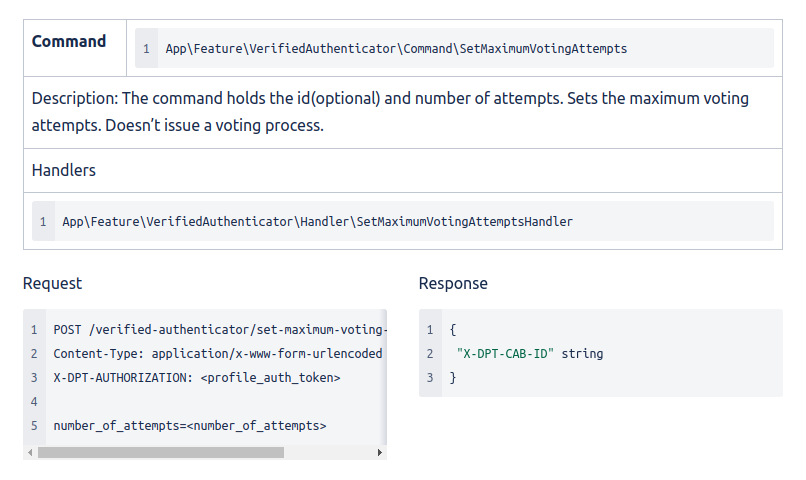 Command
1 App\Feature\VerifiedAuthenticator\Command\SetMaximumVotingAttempts
Description: The command holds the id(optional) and number of attempts. Sets the maximum voting
attempts. Doesn’t issue a voting process.
Handlers
1 App\Feature\VerifiedAuthenticator\Handler\SetMaximumVotingAttemptsHandler
Request
1 POST /verified-authenticator/set-maximum-voting-
2 Content-Type: application/x-www-form-urlencoded
3 X-DPT-AUTHORIZATION: <profile_auth_token>
4
5 number_of_attempts=<number_of_attempts>
Response
1 {
2 "X-DPT-CAB-ID" string
3 }